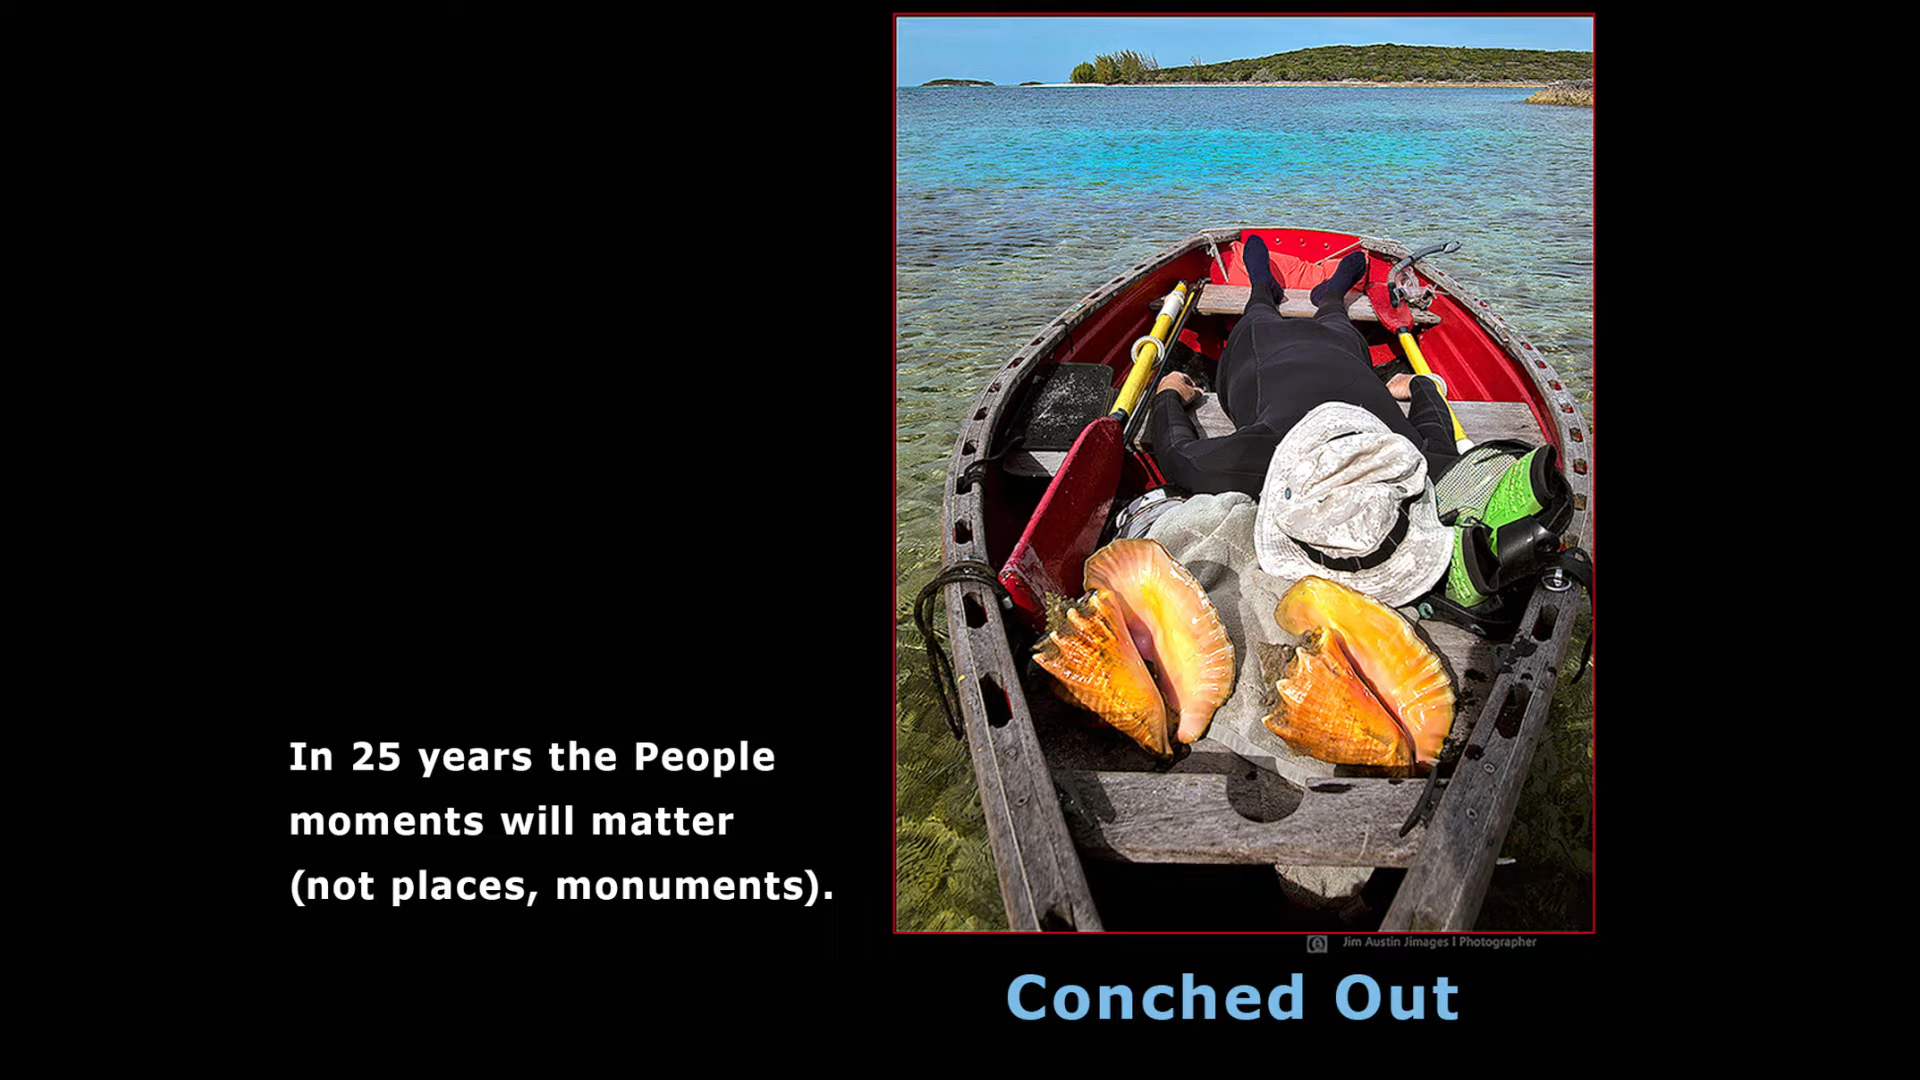 In 25 years the People
moments will matter
(not places, monuments).
Jim Austin Jimages | Photographer
Conched Out